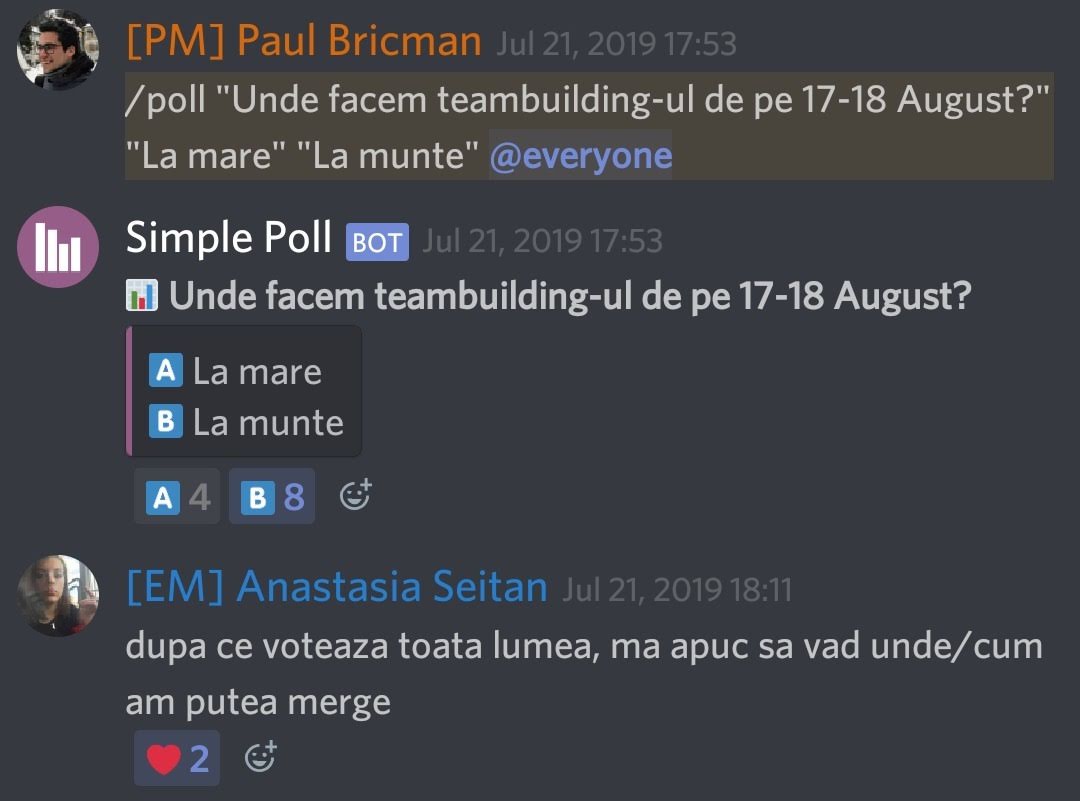 [PM] Paul Bricman Jul 21, 2019 17:53
/poll "Unde facem teambuilding-ul de pe 17-18 August?"
"La mare" "La munte" @everyone
Simple Poll BOT Jul 21, 2019 17:53
📊 Unde facem teambuilding-ul de pe 17-18 August?
A La mare
B La munte
A 4 B 8
[EM] Anastasia Seitan Jul 21, 2019 18:11
dupa ce voteaza toata lumea, ma apuc sa vad unde/cum
am putea merge
❤️ 2